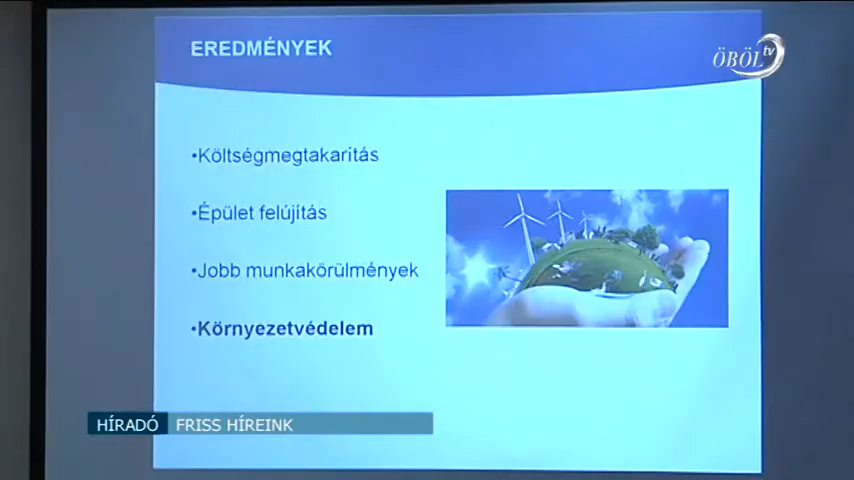 EREDMÉNYEK
ÖBÖL tv
•Költségmegtakarítás
•Épület felújítás
•Jobb munkakörülmények
•Környezetvédelem
HÍRADÓ FRISS HÍREINK